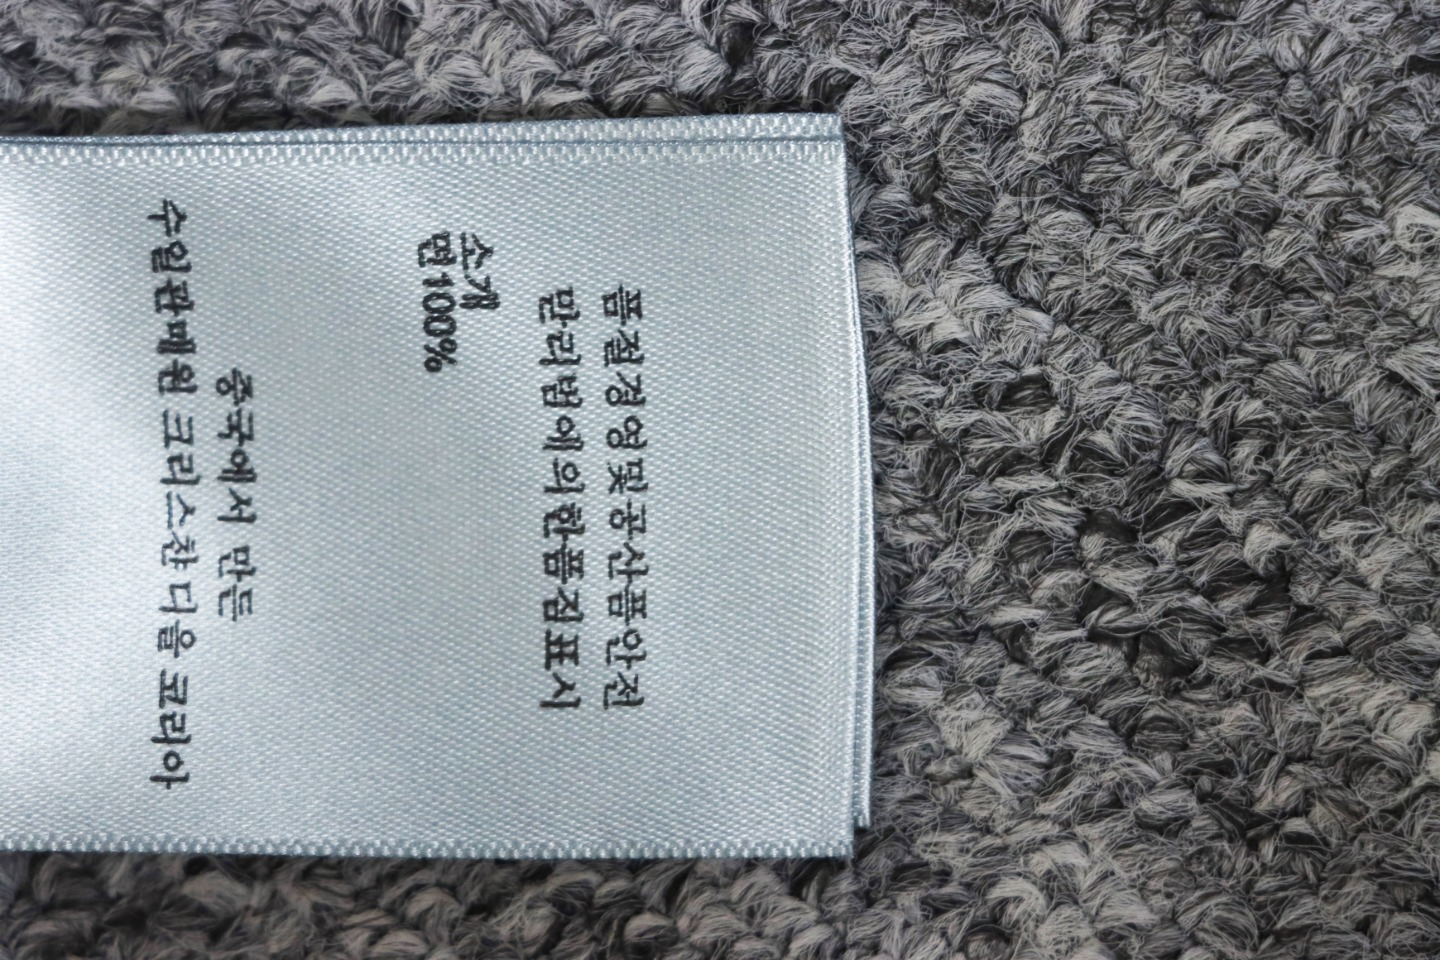 품질경영및공산품안전
관리법에의한품질표시
소개
면100%
중국에서 만든
수입판매원 크리스챤 디올 코리아